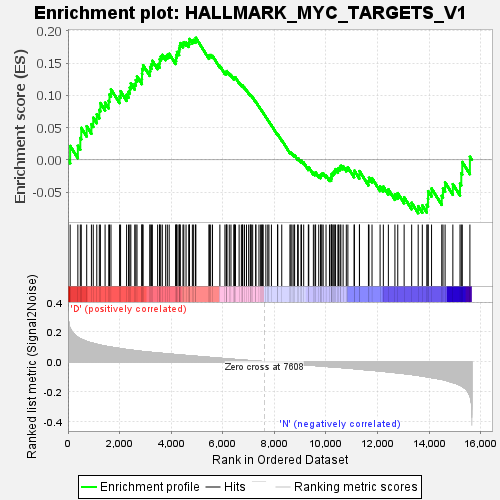 Enrichment plot: HALLMARK_MYC_TARGETS_V1
Enrichment score (ES)
0.20
0.15
0.10
0.05
0.00
-0.05
Ranked list metric (Signal2Noise)
'D' (positively correlated)
0.4
0.2
0.0
-0.2
-0.4
Zero cross at 7608
'N' (negatively correlated)
0
2,000
4,000
6,000
8,000
10,000
12,000
14,000
16,000
Rank in Ordered Dataset
Enrichment profile
Hits
Ranking metric scores